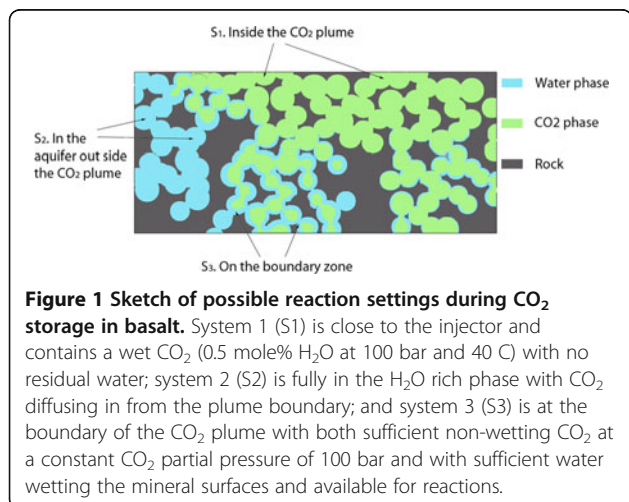 S₁. Inside the CO₂ plume
Water phase
CO2 phase
Rock
S₂. In the
aquifer out side
the CO₂ plume
S₃. On the boundary zone
Figure 1 Sketch of possible reaction settings during CO₂
storage in basalt. System 1 (S1) is close to the injector and
contains a wet CO₂ (0.5 mole% H₂O at 100 bar and 40 C) with no
residual water; system 2 (S2) is fully in the H₂O rich phase with CO₂
diffusing in from the plume boundary; and system 3 (S3) is at the
boundary of the CO₂ plume with both sufficient non-wetting CO₂ at
a constant CO₂ partial pressure of 100 bar and with sufficient water
wetting the mineral surfaces and available for reactions.